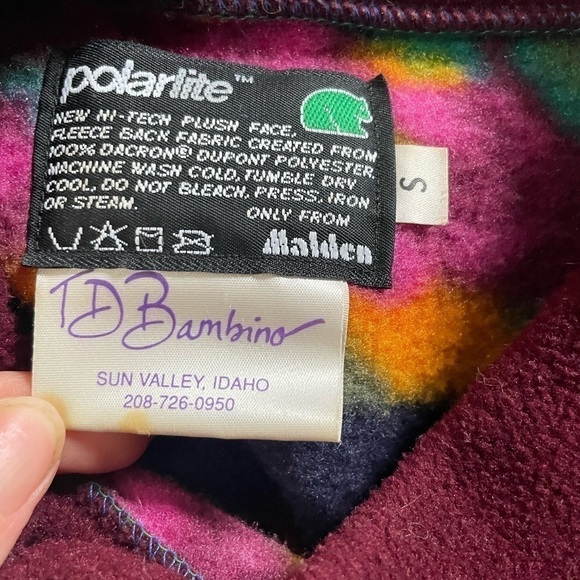 polarlite™
NEW HI-TECH PLUSH FACE,
FLEECE BACK FABRIC CREATED FROM
100% DACRON® DUPONT POLYESTER.
MACHINE WASH COLD, TUMBLE DRY
COOL, DO NOT BLEACH, PRESS, IRON
OR STEAM.
ONLY FROM
Malden
S
TD Bambino
SUN VALLEY, IDAHO
208-726-0950